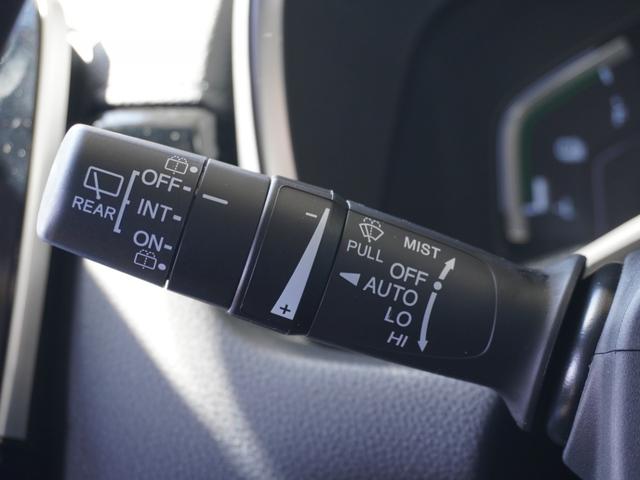 REAR
OFF
INT
ON
- +
PULL
MIST
OFF
AUTO
LO
HI